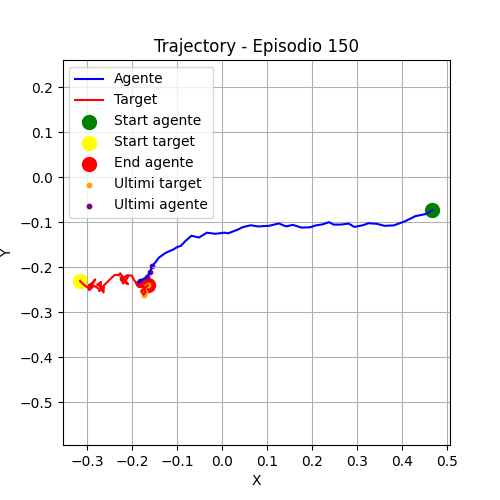 Trajectory - Episodio 150
Agente
Target
Start agente
Start target
End agente
Ultimi target
Ultimi agente
0.2
0.1
0.0
−0.1
−0.2
−0.3
−0.4
−0.5
Y
−0.3 −0.2 −0.1 0.0 0.1 0.2 0.3 0.4 0.5
X